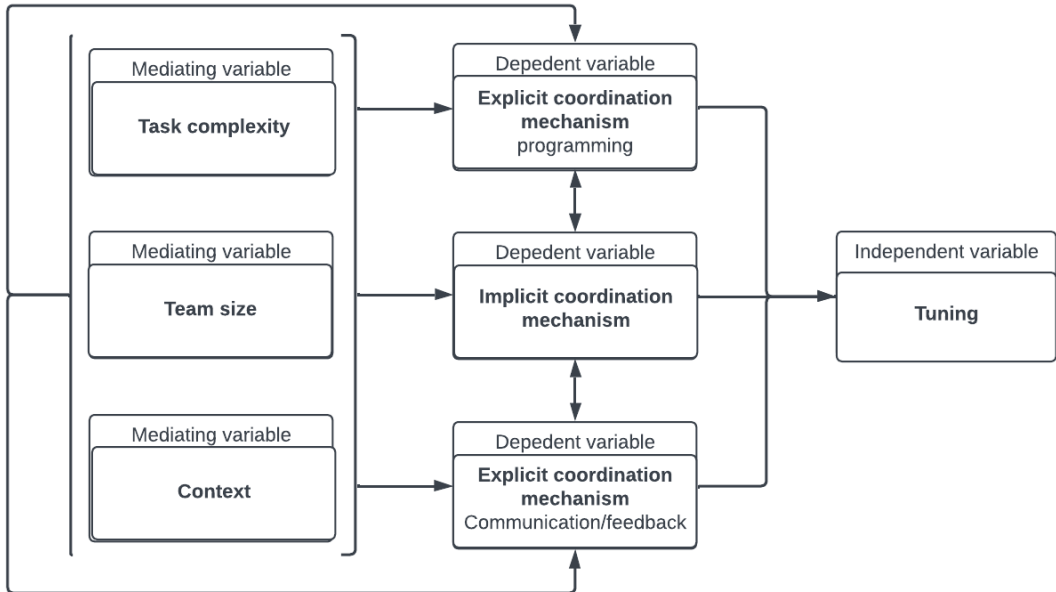 Mediating variable
Task complexity
Depedent variable
Explicit coordination
mechanism
programming
Mediating variable
Team size
Depedent variable
Implicit coordination
mechanism
Independent variable
Tuning
Mediating variable
Context
Depedent variable
Explicit coordination
mechanism
Communication/feedback